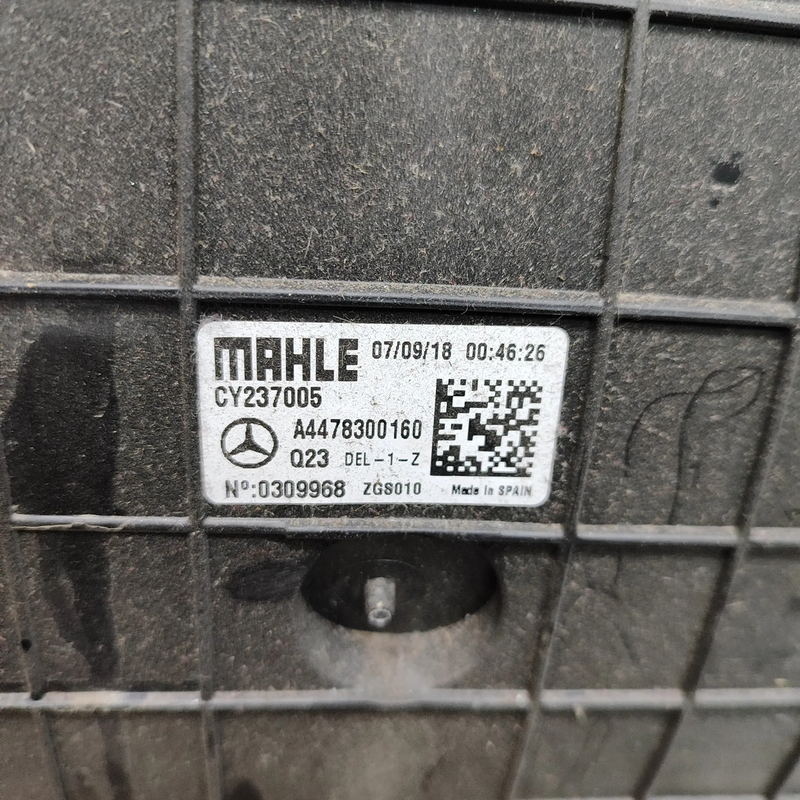 MAHLE 07/09/18 00:46:26
CY237005
A4478300160
Q23 DEL-1-Z
Nº:0309968 ZGS010 Made In SPAIN